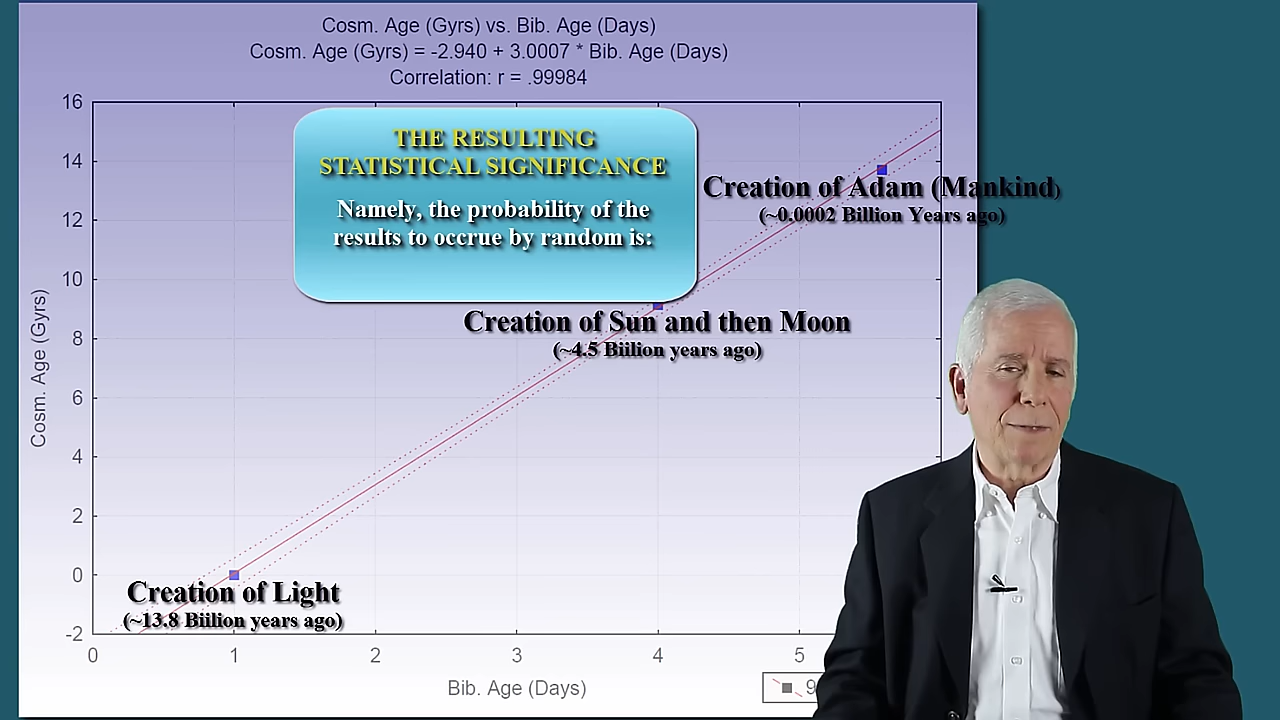 Cosm. Age (Gyrs) vs. Bib. Age (Days)
Cosm. Age (Gyrs) = -2.940 + 3.0007 * Bib. Age (Days)
Correlation: r = .99984
16
14
12
10
8
6
4
2
0
-2
Cosm. Age (Gyrs)
THE RESULTING
STATISTICAL SIGNIFICANCE
Namely, the probability of the
results to occrue by random is:
Creation of Adam (Mankind)
(~0.0002 Billion Years ago)
Creation of Sun and then Moon
(~4.5 Biilion years ago)
Creation of Light
(~13.8 Biilion years ago)
0 1 2 3 4 5
Bib. Age (Days)
9